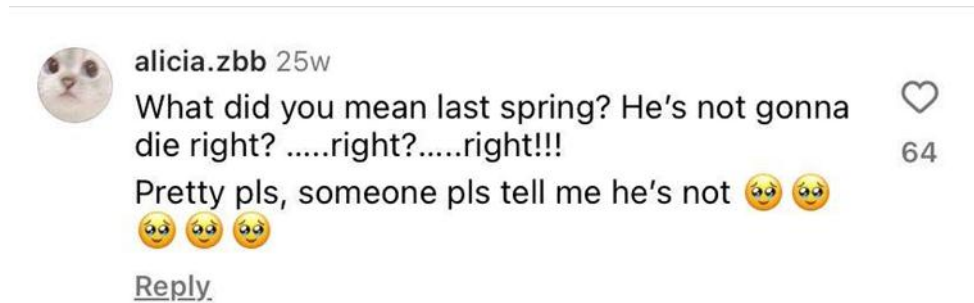 alicia.zbb 25w
What did you mean last spring? He’s not gonna
die right? .....right?.....right!!!
64
Pretty pls, someone pls tell me he’s not 🥹 🥹
🥹 🥹 🥹
Reply